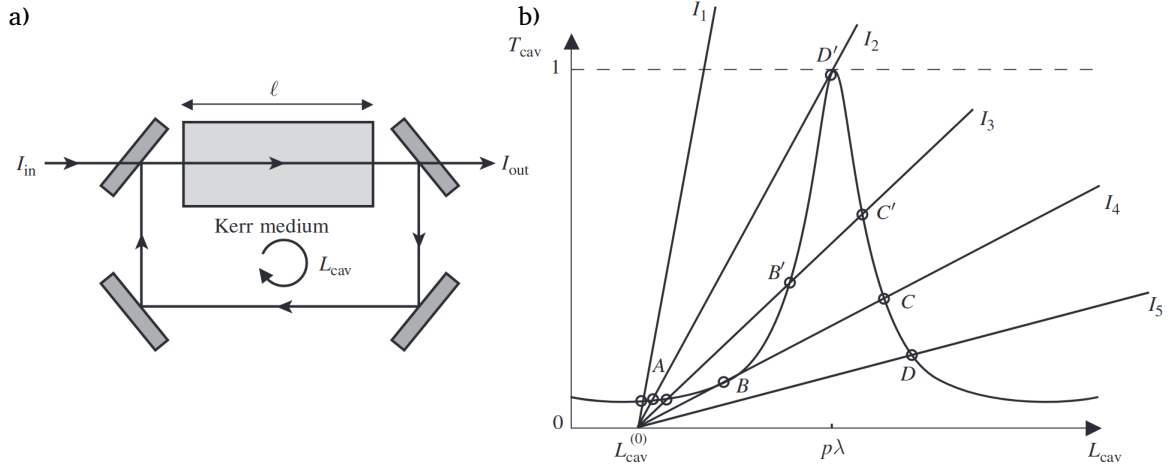 a)
ℓ
I_in
I_out
Kerr medium
L_cav
b)
T_cav
1
0
I_1
I_2
I_3
I_4
I_5
D′
C′
B′
A
B
C
D
L_cav^(0)
pλ
L_cav